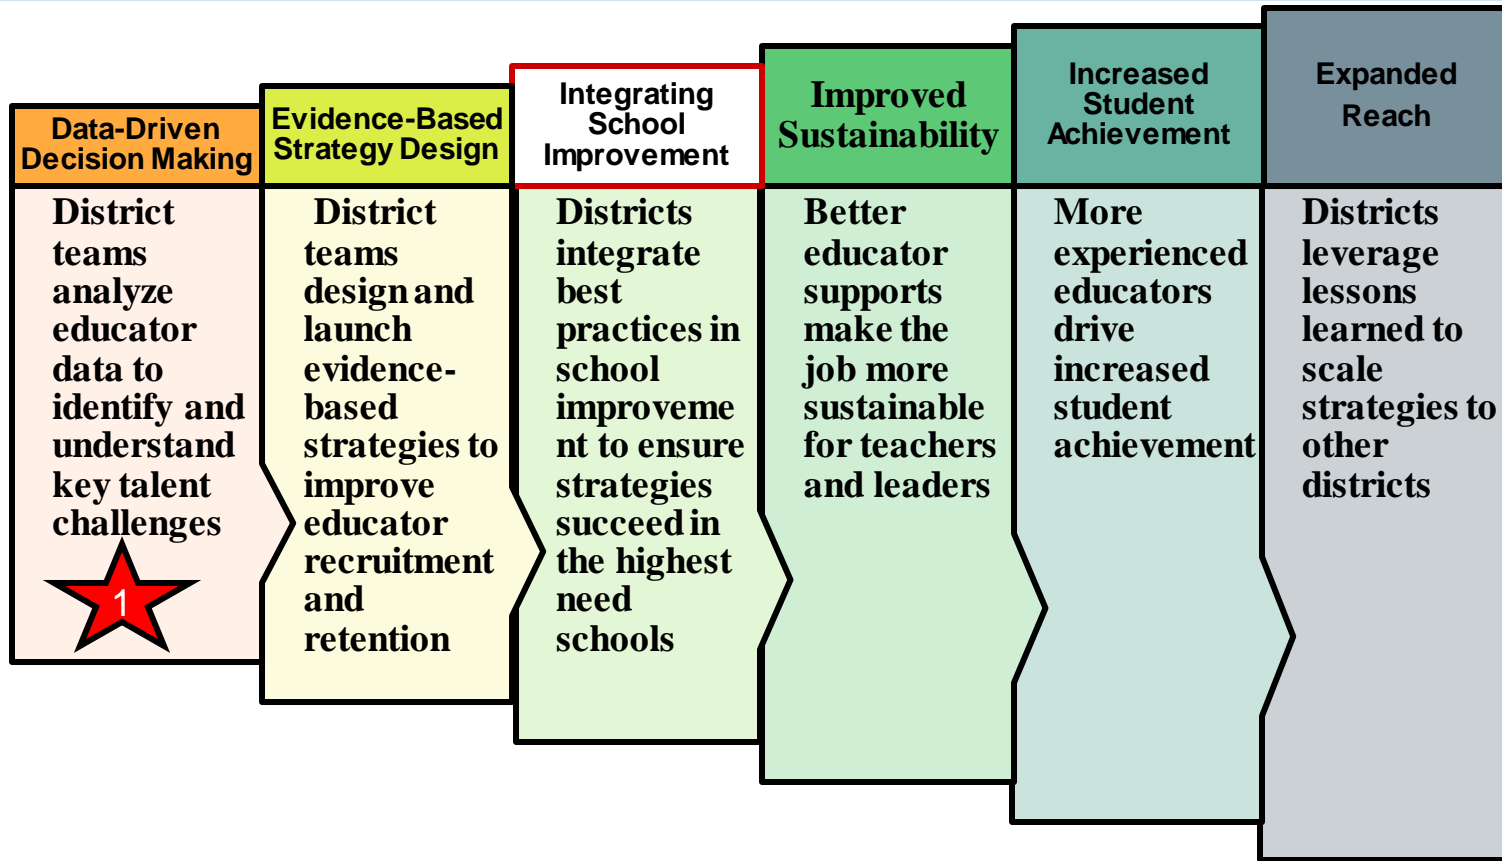 Data-Driven
Decision Making
District
teams
analyze
educator
data to
identify and
understand
key talent
challenges
1
Evidence-Based
Strategy Design
District
teams
design and
launch
evidence-
based
strategies to
improve
educator
recruitment
and
retention
Integrating
School
Improvement
Districts
integrate
best
practices in
school
improveme
nt to ensure
strategies
succeed in
the highest
need
schools
Improved
Sustainability
Better
educator
supports
make the
job more
sustainable
for teachers
and leaders
Increased
Student
Achievement
More
experienced
educators
drive
increased
student
achievement
Expanded
Reach
Districts
leverage
lessons
learned to
scale
strategies to
other
districts